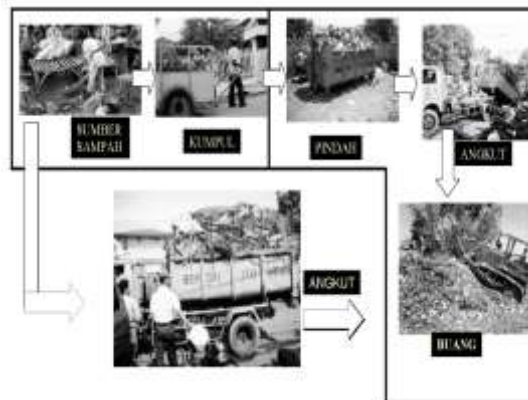 SUMBER
SAMPAH
KUMPUL
PINDAH
ANGKUT
ANGKUT
BUANG